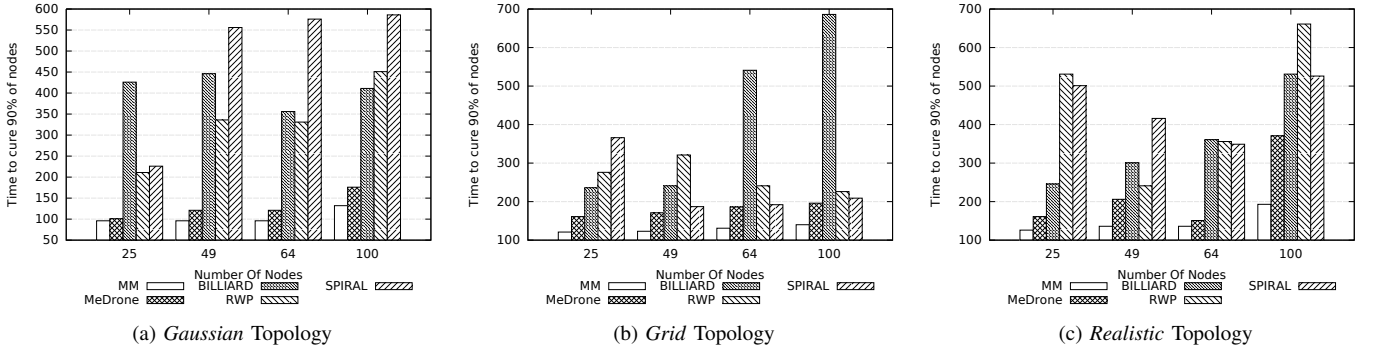 Time to cure 90% of nodes
600
550
500
450
400
350
300
250
200
150
100
50
25 49 64 100
Number Of Nodes
MM BILLIARD SPIRAL
MeDrone RWP
(a) Gaussian Topology
Time to cure 90% of nodes
700
600
500
400
300
200
100
25 49 64 100
Number Of Nodes
MM BILLIARD SPIRAL
MeDrone RWP
(b) Grid Topology
Time to cure 90% of nodes
700
600
500
400
300
200
100
25 49 64 100
Number Of Nodes
MM BILLIARD SPIRAL
MeDrone RWP
(c) Realistic Topology